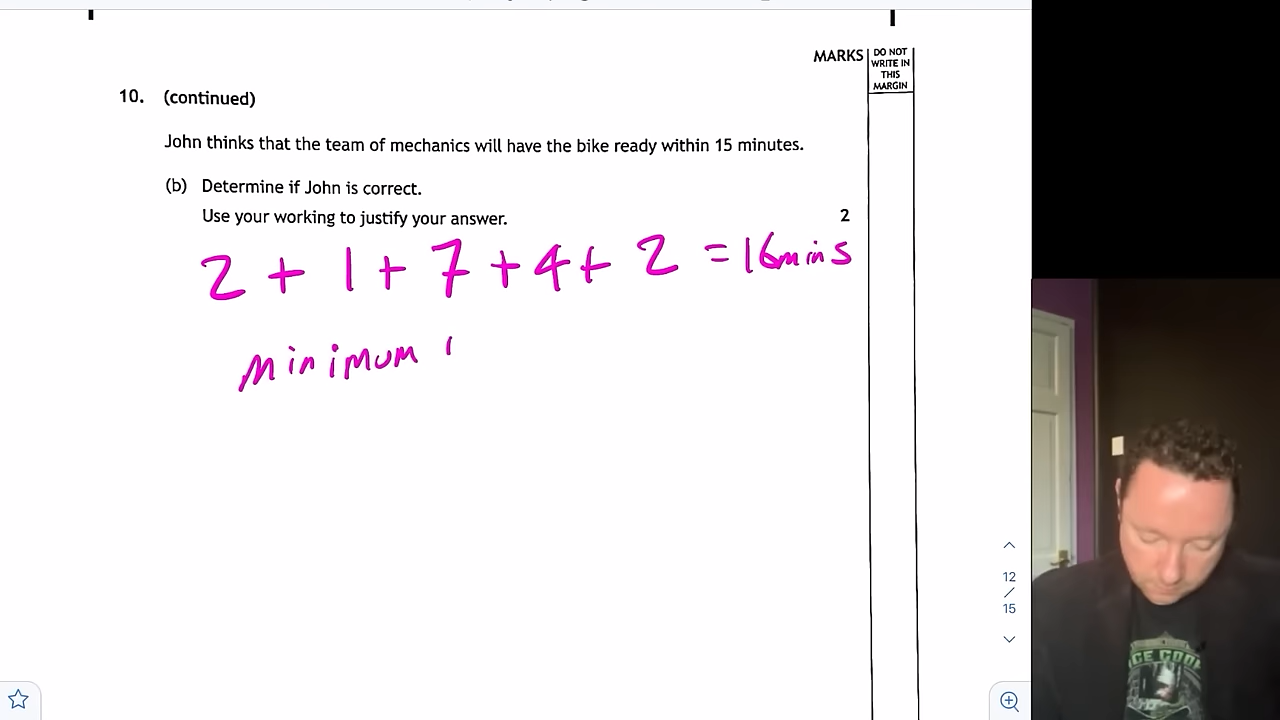 MARKS
DO NOT
WRITE IN
THIS
MARGIN
10. (continued)
John thinks that the team of mechanics will have the bike ready within 15 minutes.
(b) Determine if John is correct.
Use your working to justify your answer.
2
2 + 1 + 7 + 4 + 2 = 16mins
minimum
12
/
15